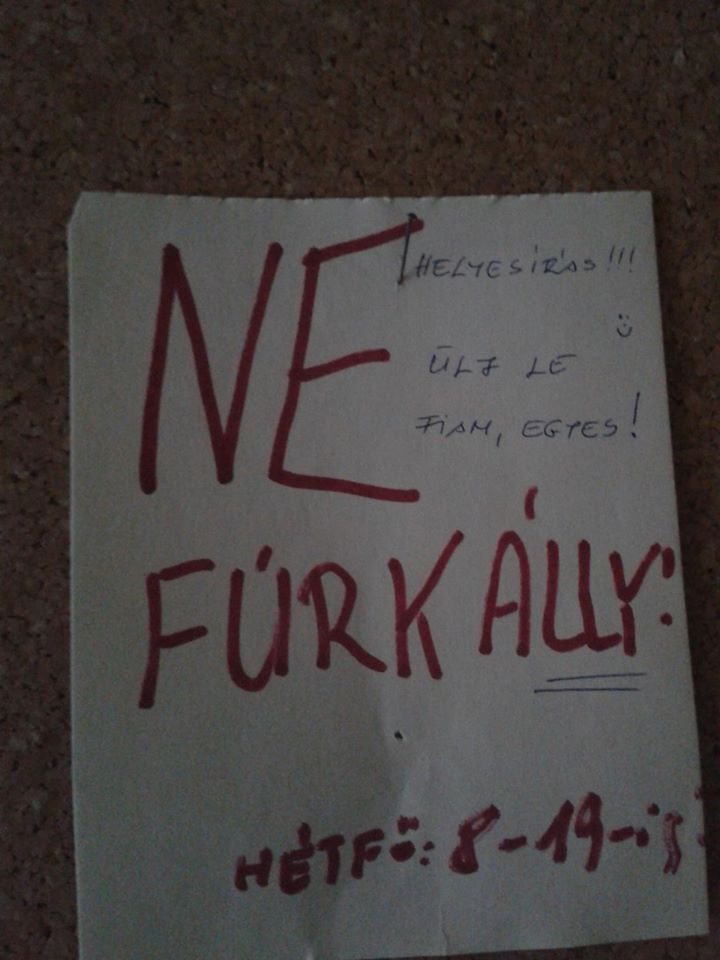 NE
HELYESÍRÁS!!!
ÜLJ LE
FIAM, EGYES!
FÚRKÁLLY!
HÉTFŐ: 8-19-ig!